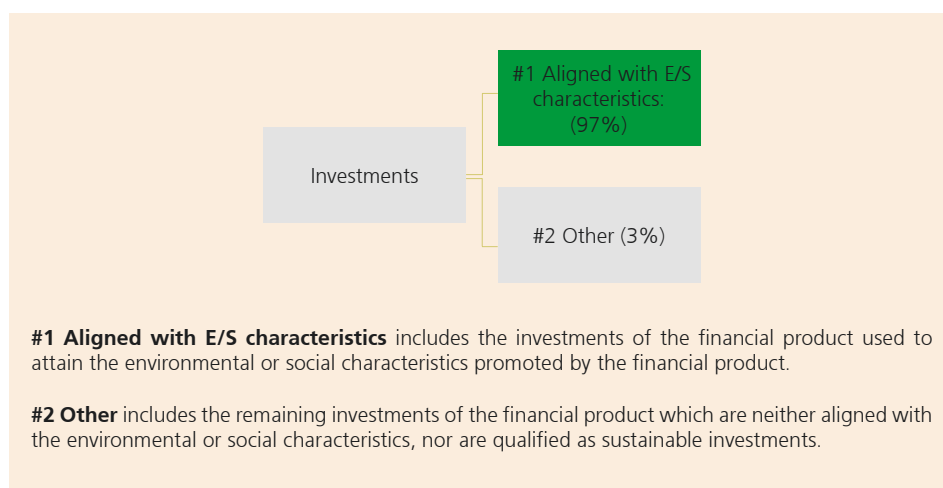 #1 Aligned with E/S
characteristics:
(97%)
Investments
#2 Other (3%)
#1 Aligned with E/S characteristics includes the investments of the financial product used to
attain the environmental or social characteristics promoted by the financial product.
#2 Other includes the remaining investments of the financial product which are neither aligned with
the environmental or social characteristics, nor are qualified as sustainable investments.